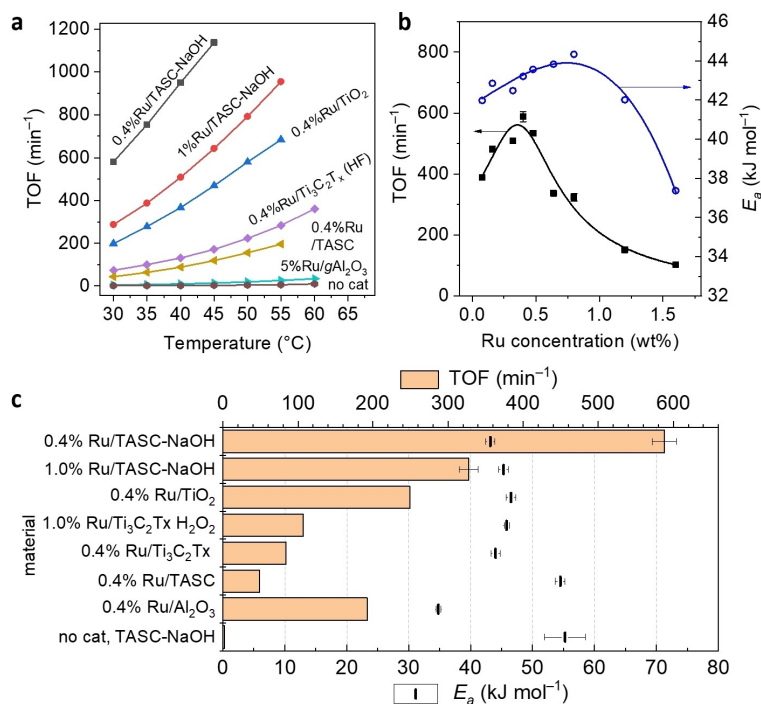 a
TOF (min⁻¹)
1200
1000
800
600
400
200
0
30 35 40 45 50 55 60 65
Temperature (°C)
0.4%Ru/TASC-NaOH
1%Ru/TASC-NaOH
0.4%Ru/TiO₂
0.4%Ru/Ti₃C₂Tₓ (HF)
0.4%Ru
/TASC
5%Ru/gAl₂O₃
no cat
b
TOF (min⁻¹)
800
600
400
200
0
0.0 0.5 1.0 1.5
Ru concentration (wt%)
46
44
42
40
38
36
34
32
Eₐ
(kJ mol⁻¹)
c
TOF (min⁻¹)
0 100 200 300 400 500 600
material
0.4% Ru/TASC-NaOH
1.0% Ru/TASC-NaOH
0.4% Ru/TiO₂
1.0% Ru/Ti₃C₂Tx H₂O₂
0.4% Ru/Ti₃C₂Tx
0.4% Ru/TASC
0.4% Ru/Al₂O₃
no cat, TASC-NaOH
0 10 20 30 40 50 60 70 80
Eₐ (kJ mol⁻¹)